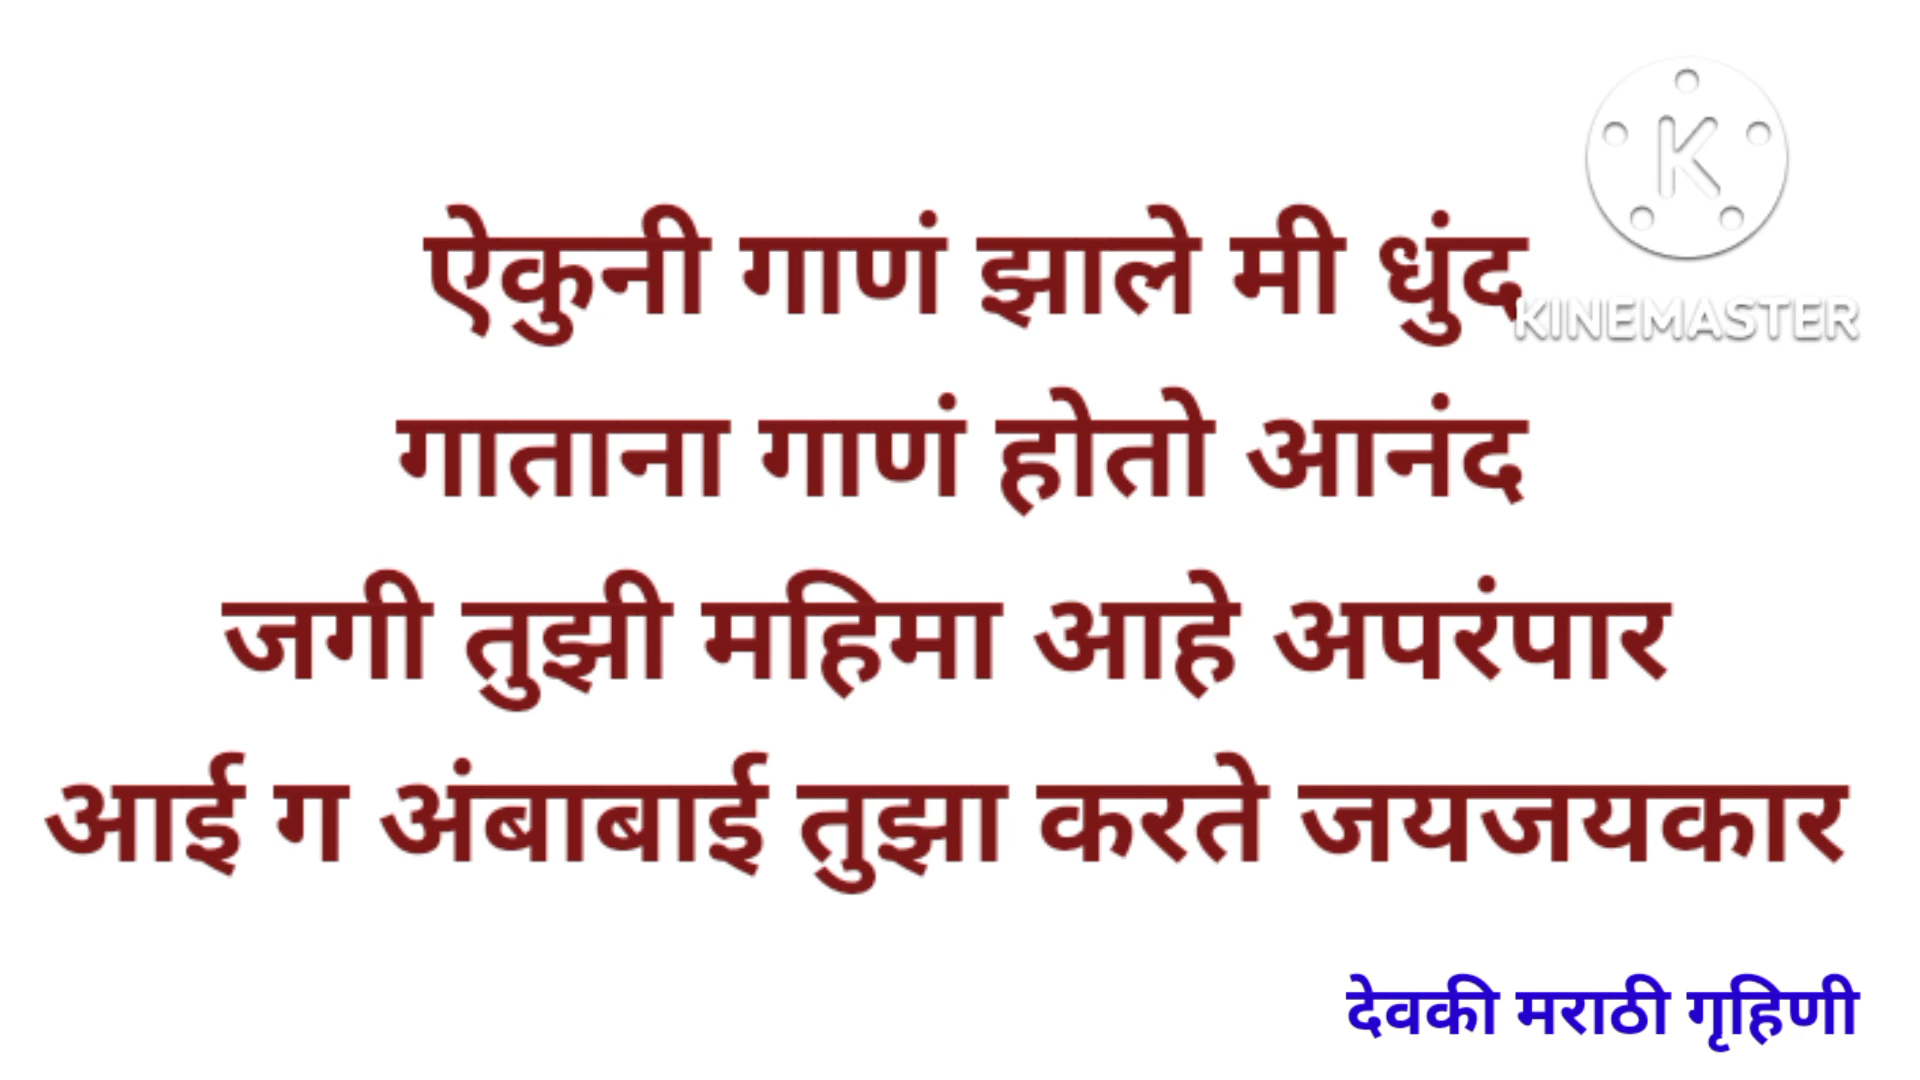 ऐकुनी गाणं झाले मी धुंद
KINEMASTER
गाताना गाणं होतो आनंद
जगी तुझी महिमा आहे अपरंपार
आई ग अंबाबाई तुझा करते जयजयकार
देवकी मराठी गृहिणी